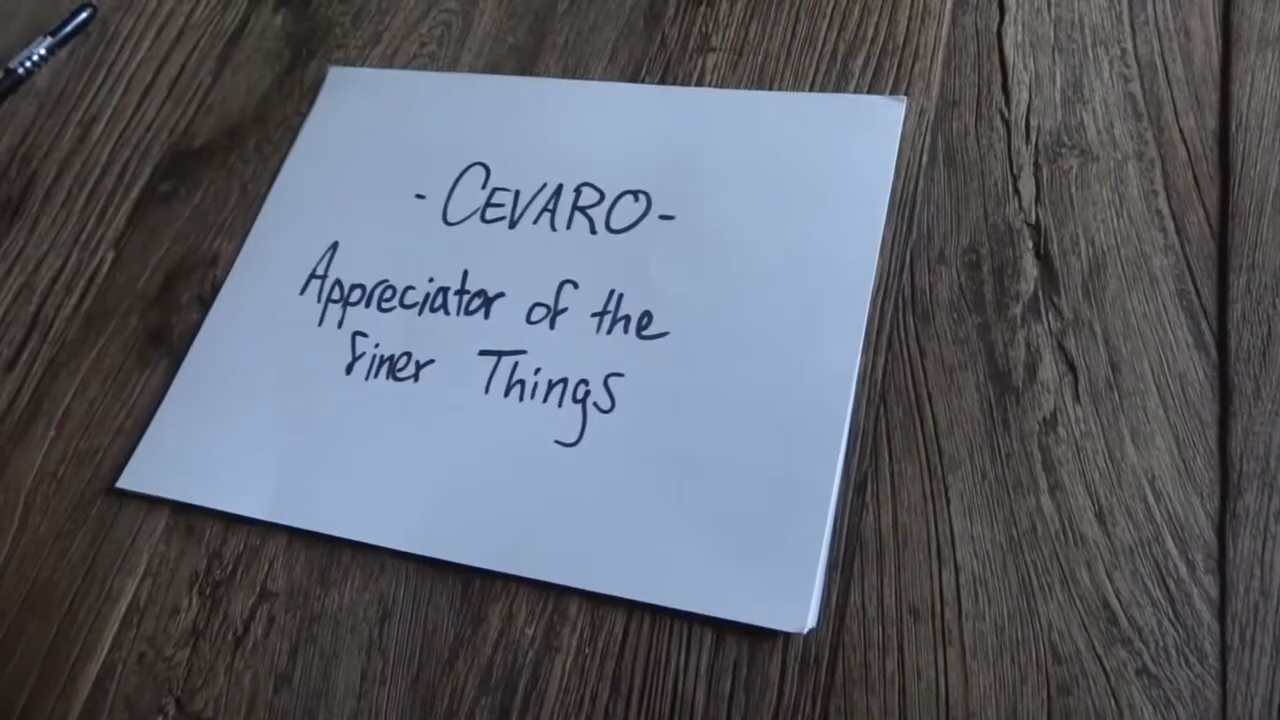 - CEVARO -
Appreciator of the
finer Things